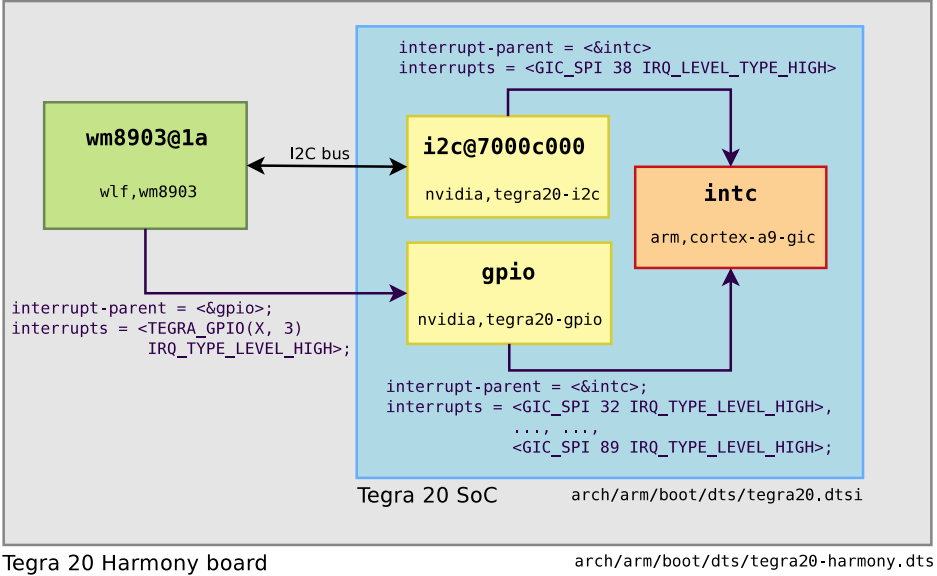 interrupt-parent = <&intc>
interrupts = <GIC_SPI 38 IRQ_LEVEL_TYPE_HIGH>
wm8903@1a
wlf,wm8903
I2C bus
i2c@7000c000
nvidia,tegra20-i2c
intc
arm,cortex-a9-gic
gpio
nvidia,tegra20-gpio
interrupt-parent = <&gpio>;
interrupts = <TEGRA_GPIO(X, 3)
IRQ_TYPE_LEVEL_HIGH>;
interrupt-parent = <&intc>;
interrupts = <GIC_SPI 32 IRQ_TYPE_LEVEL_HIGH>,
..., ...,
<GIC_SPI 89 IRQ_TYPE_LEVEL_HIGH>;
Tegra 20 SoC
arch/arm/boot/dts/tegra20.dtsi
Tegra 20 Harmony board
arch/arm/boot/dts/tegra20-harmony.dts